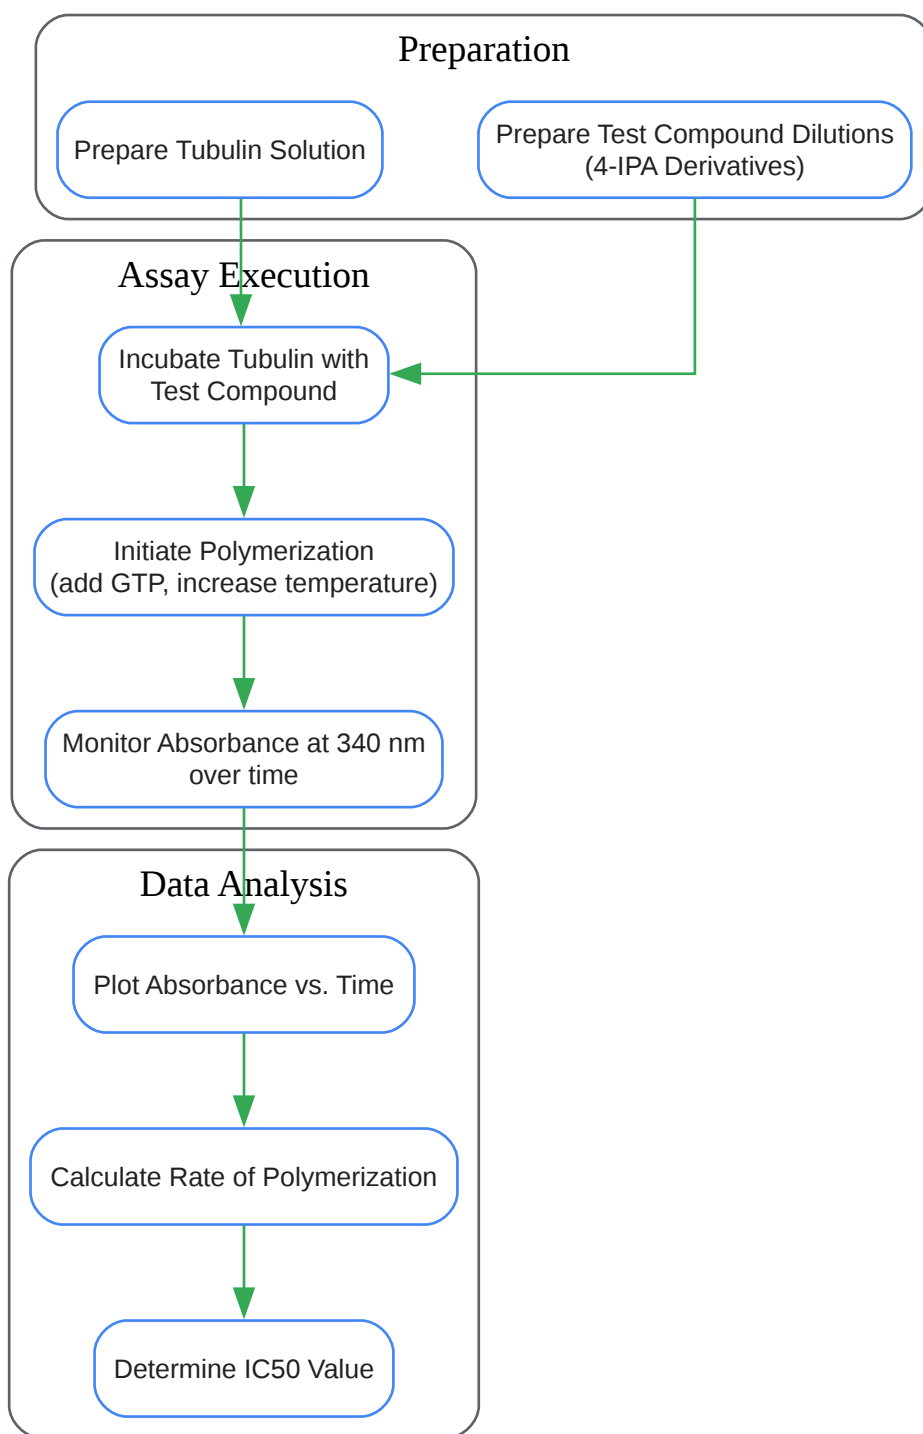 Preparation
Prepare Tubulin Solution
Prepare Test Compound Dilutions
(4-IPA Derivatives)
Assay Execution
Incubate Tubulin with
Test Compound
Initiate Polymerization
(add GTP, increase temperature)
Monitor Absorbance at 340 nm
over time
Data Analysis
Plot Absorbance vs. Time
Calculate Rate of Polymerization
Determine IC50 Value